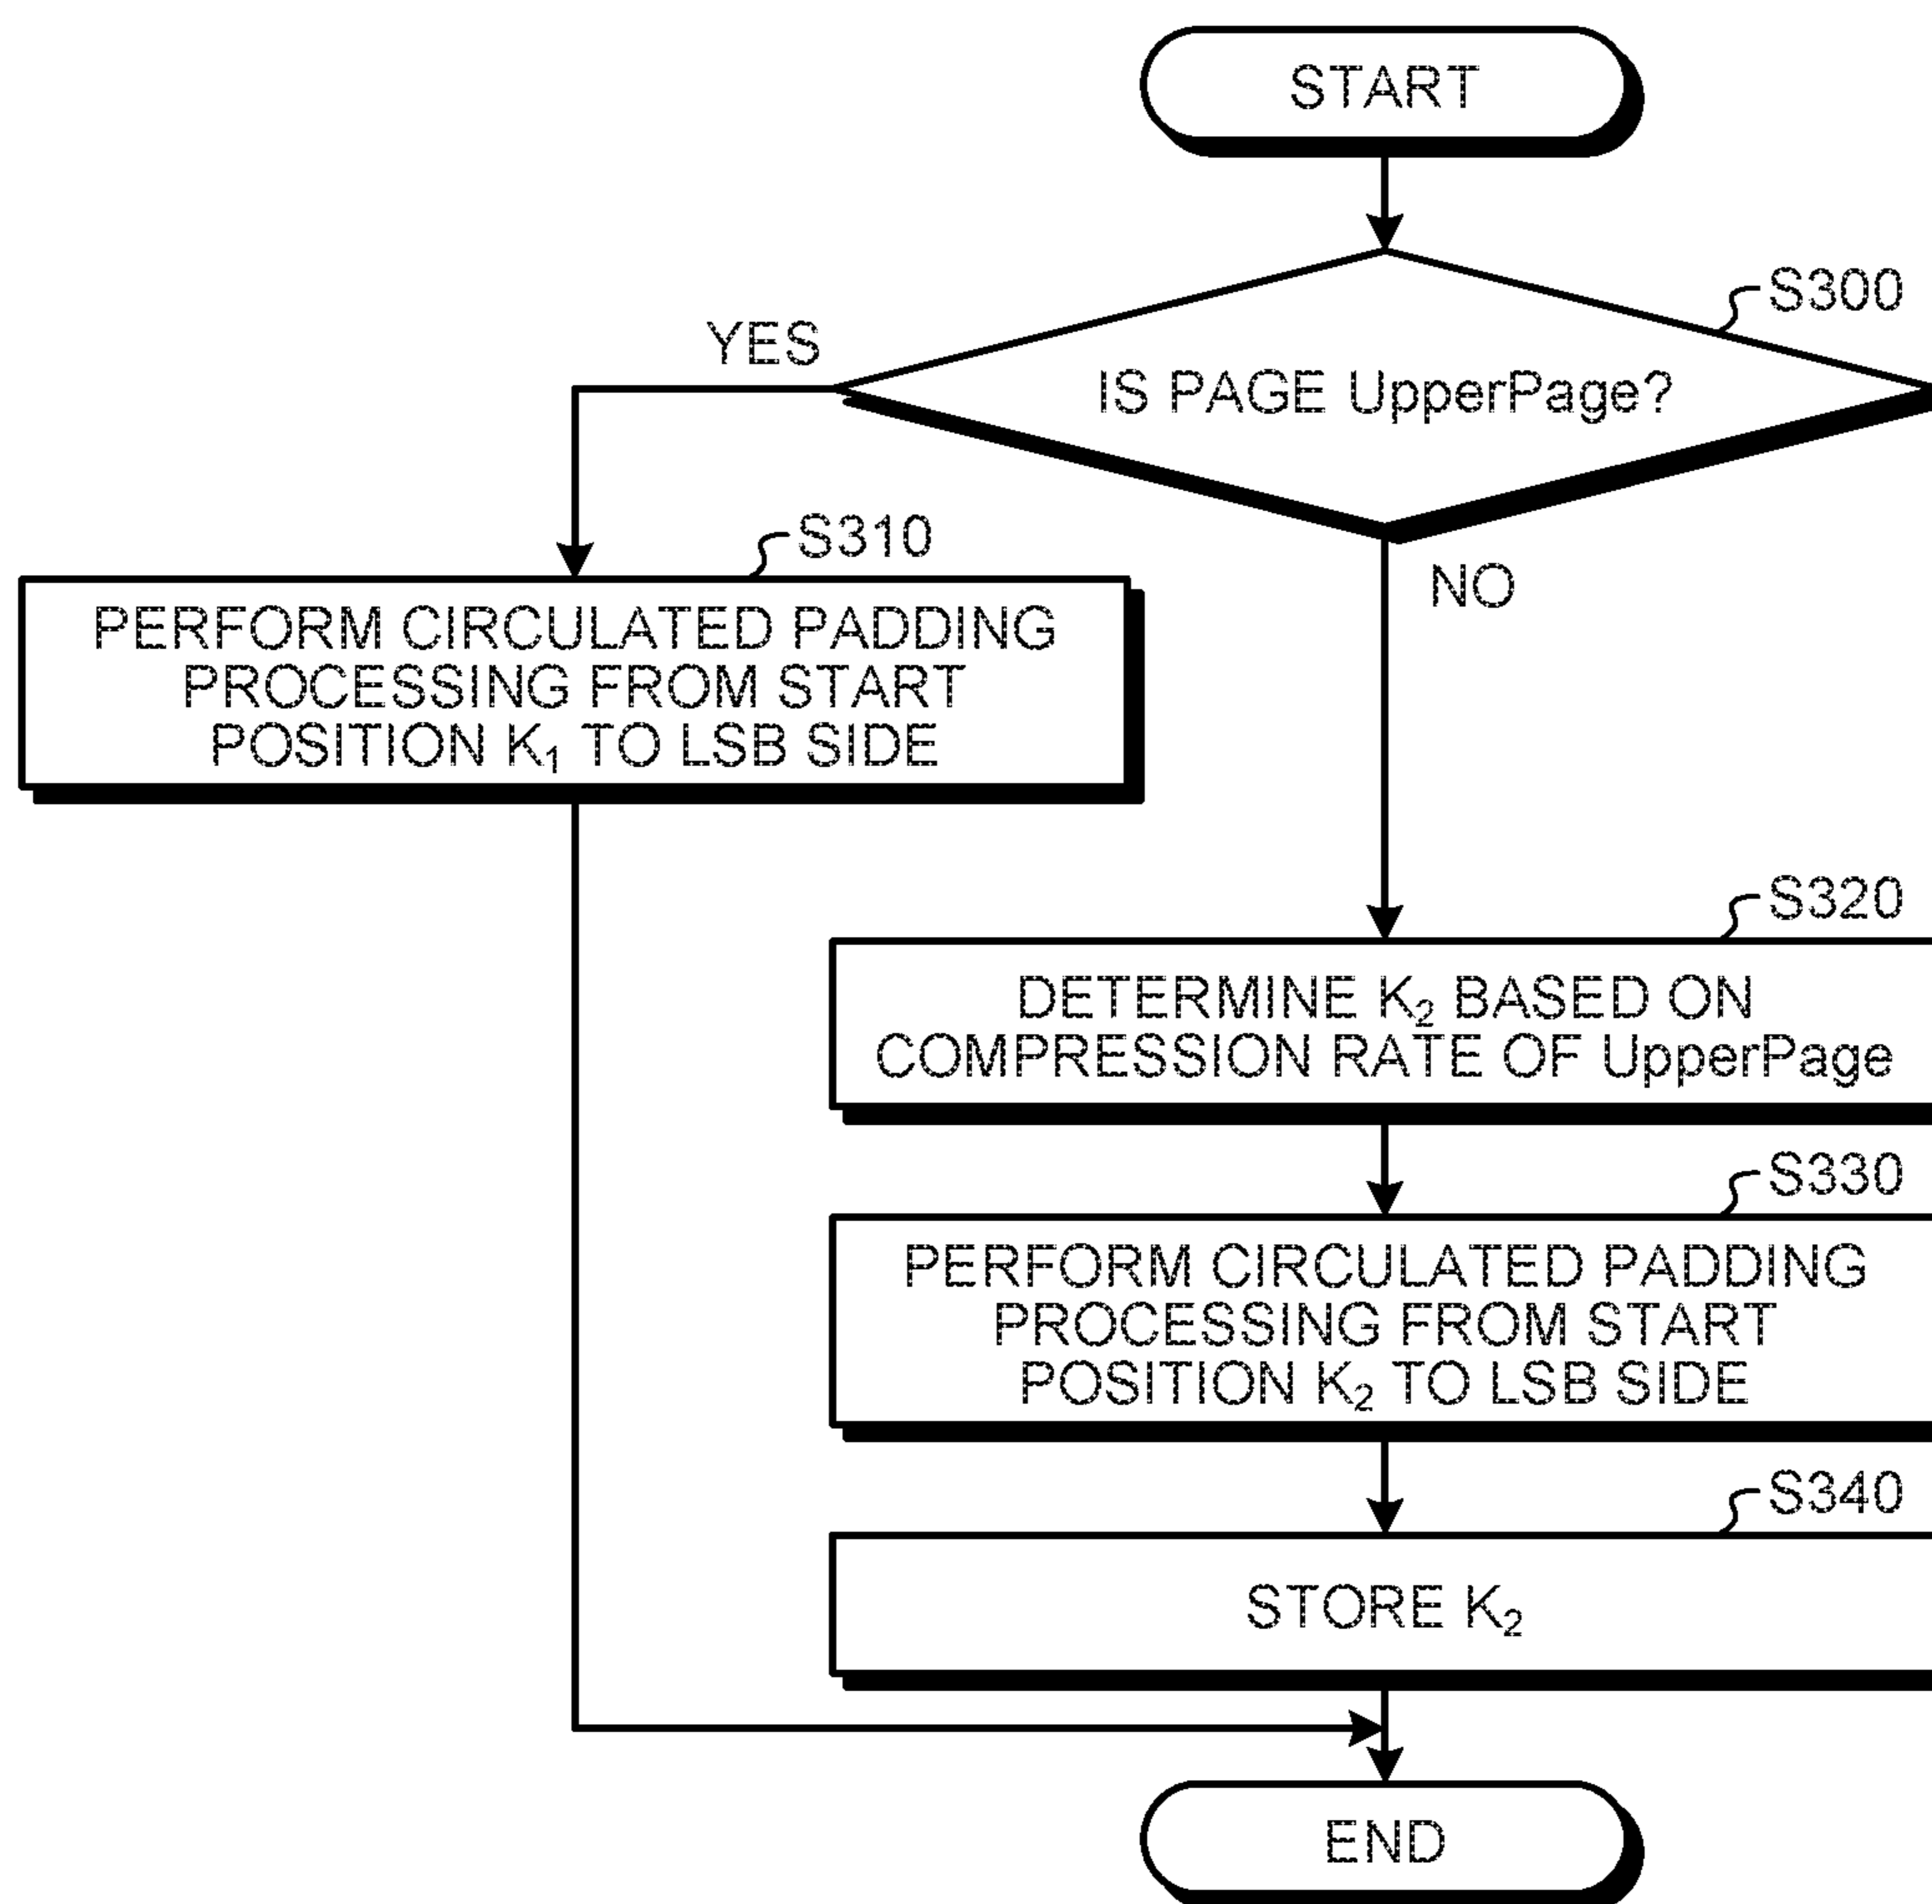 START
S300
YES
IS PAGE UpperPage?
S310
NO
PERFORM CIRCULATED PADDING
PROCESSING FROM START
POSITION K₁ TO LSB SIDE
S320
DETERMINE K₂ BASED ON
COMPRESSION RATE OF UpperPage
S330
PERFORM CIRCULATED PADDING
PROCESSING FROM START
POSITION K₂ TO LSB SIDE
S340
STORE K₂
END